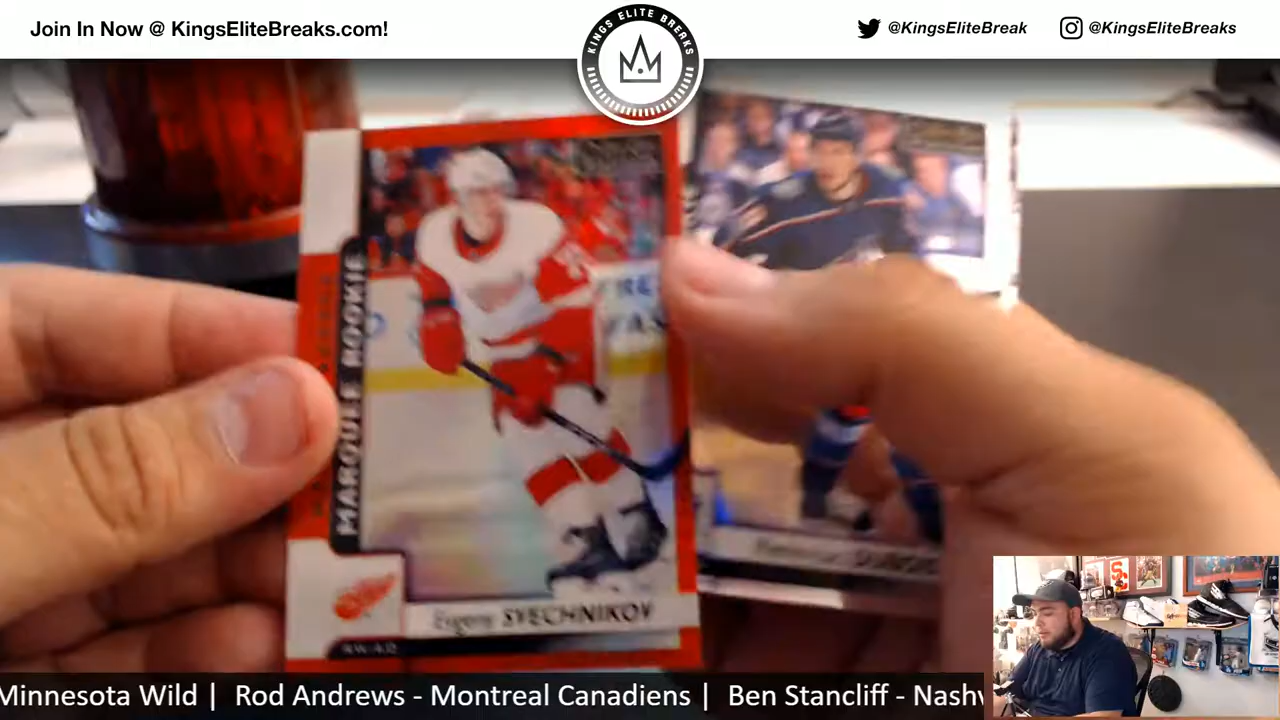 Join In Now @ KingsEliteBreaks.com!
KINGS ELITE BREAKS
@KingsEliteBreak
@KingsEliteBreaks
MARQUEE ROOKIE
Evgeny SVECHNIKOV
Minnesota Wild | Rod Andrews - Montreal Canadiens | Ben Stancliff - Nashv